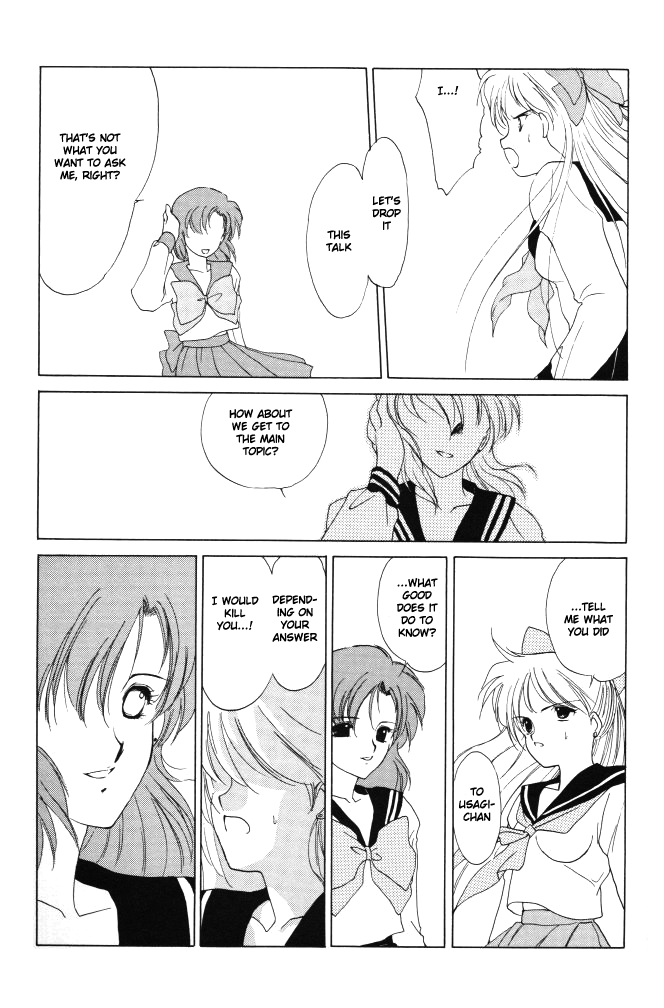 I...!
LET'S
DROP
IT
THIS
TALK
THAT'S NOT
WHAT YOU
WANT TO ASK
ME, RIGHT?
HOW ABOUT
WE GET TO
THE MAIN
TOPIC?
...TELL
ME WHAT
YOU DID
TO
USAGI-
CHAN
...WHAT
GOOD
DOES IT
DO TO
KNOW?
DEPEND-
ING ON
YOUR
ANSWER
I WOULD
KILL
YOU...!